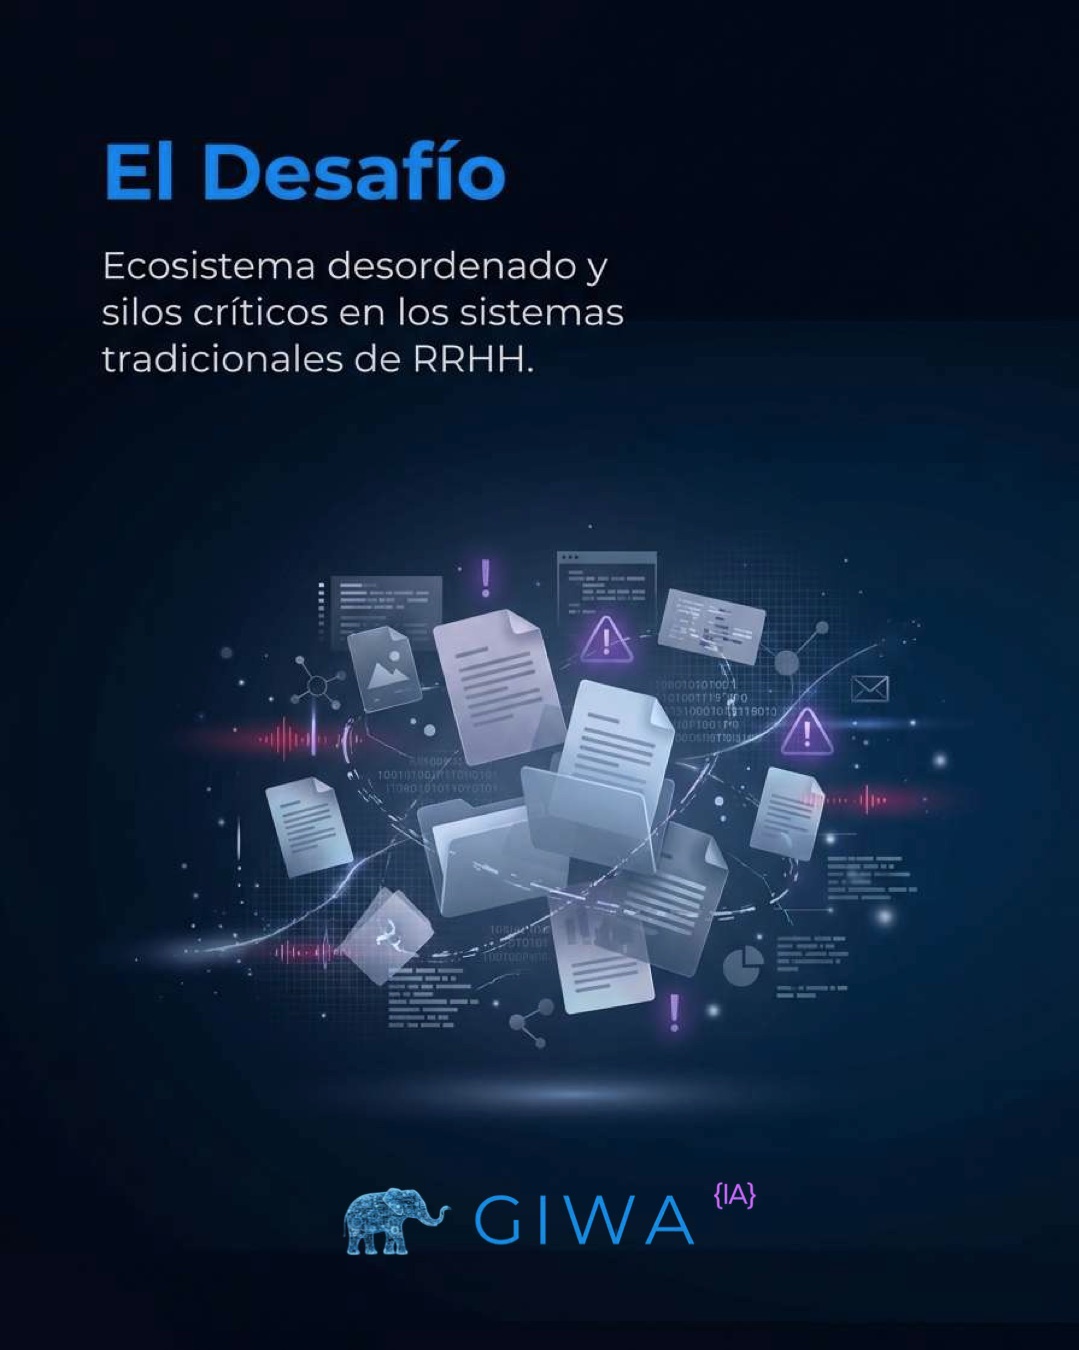 El Desafío
Ecosistema desordenado y
silos críticos en los sistemas
tradicionales de RRHH.
GIWA {IA}